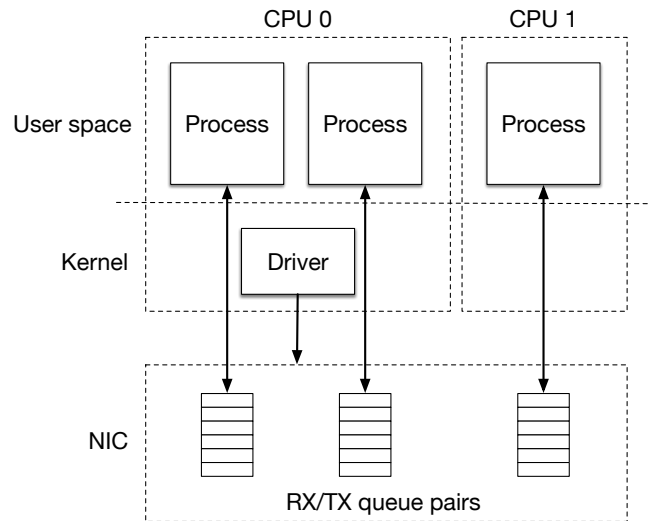 CPU 0
CPU 1
User space
Process
Process
Process
Kernel
Driver
NIC
RX/TX queue pairs